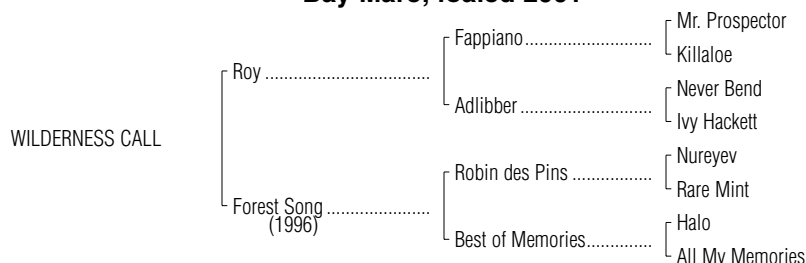 Bay Mare; foaled 2001
Mr. Prospector
Fappiano
Killaloe
Roy
Never Bend
Adlibber
Ivy Hackett
WILDERNESS CALL
Nureyev
Robin des Pins
Rare Mint
Forest Song
(1996)
Halo
Best of Memories
All My Memories